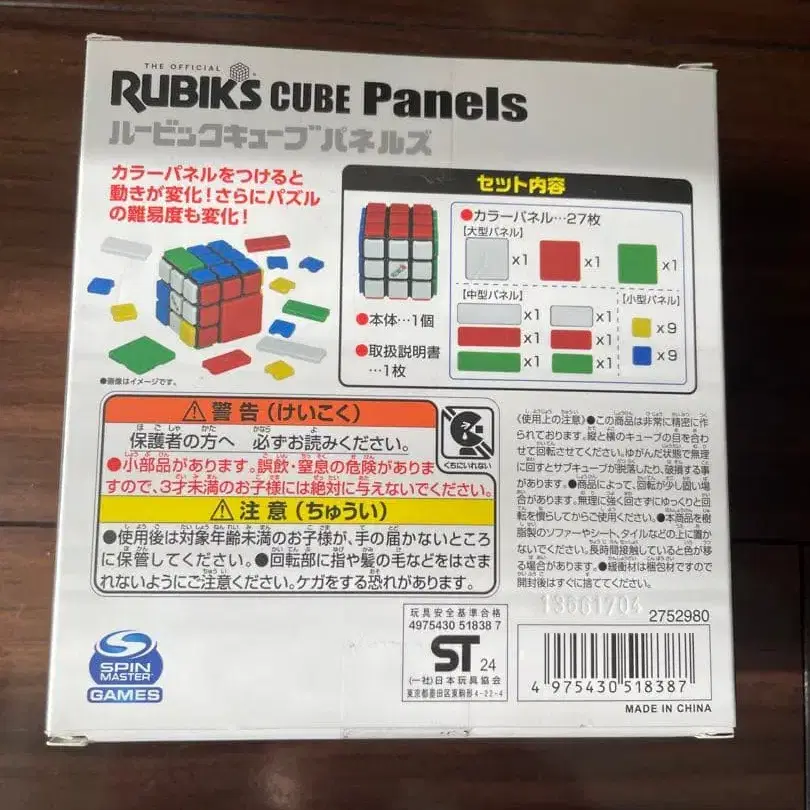 THE OFFICIAL
RUBIK'S CUBE Panels
ルービックキューブパネルズ
カラーパネルをつけると
動きが変化!さらにパズル
の難易度も変化!
●画像はイメージです。
セット内容
●カラーパネル…27枚
【大型パネル】
x1 x1 x1
【中型パネル】 【小型パネル】
x1 x1 x9
x1 x1 x9
x1 x1
●本体…1個
●取扱説明書
…1枚
⚠警告(けいこく)
保護者の方へ 必ずお読みください。
●小部品があります。誤飲・窒息の危険がありま
すので、3才未満のお子様には絶対に与えないでください。
くちにいれない
⚠注意(ちゅうい)
●使用後は対象年齢未満のお子様が、手の届かないところ
に保管してください。●回転部に指や髪の毛などをはさま
れないようにご注意ください。ケガをする恐れがあります。
《使用上の注意》●この商品は非常に精密に作
られております。縦と横のキューブの目を合わ
せて回転させてください。ゆがんだ状態で無理
に回すとサブキューブが脱落したり、破損する事
があります。●商品によって、回転が少し固い場
合があります。無理に強く回さずにゆっくりと回
転を慣らしてからご使用ください。●本商品を樹
脂製のソファーやシート、タイルなどの上に置か
ないでください。長時間接触していると色が移
る場合があります。●緩衝材は梱包材ですので
開封後はすぐに捨ててください。
2752980
玩具安全基準合格
4975430 51838 7
ST 24
(一社)日本玩具協会
東京都墨田区東駒形4-22-4
4 975430 518387
MADE IN CHINA
SPIN
MASTER
GAMES